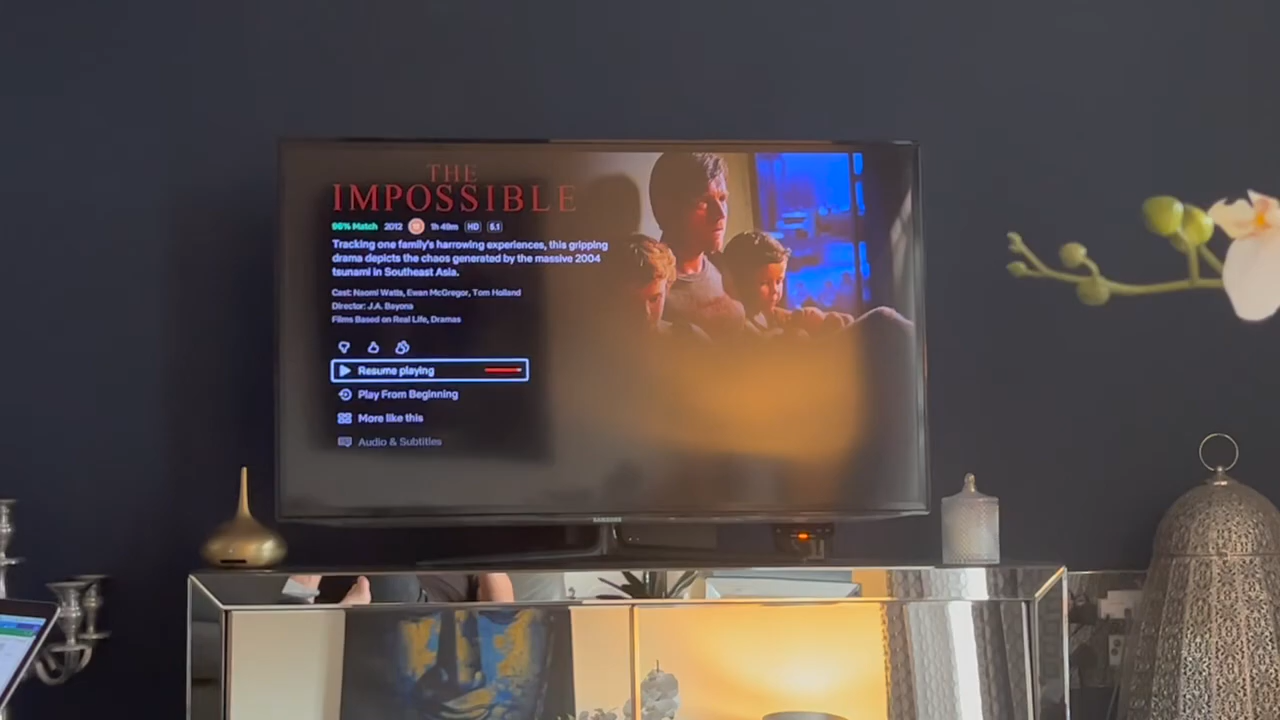 THE
IMPOSSIBLE
95% Match 2012 1h 49m HD 5.1
Tracking one family's harrowing experiences, this gripping
drama depicts the chaos generated by the massive 2004
tsunami in Southeast Asia.
Cast: Naomi Watts, Ewan McGregor, Tom Holland
Director: J.A. Bayona
Films Based on Real Life, Dramas
Resume playing
Play From Beginning
More like this
Audio & Subtitles
SAMSUNG